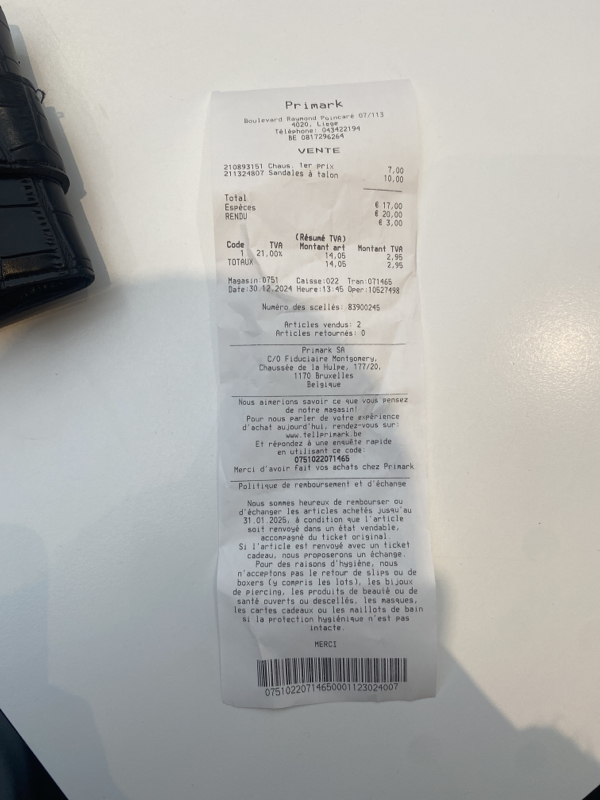 Primark
Boulevard Raymond Poincaré 07/113
4020, Liege
Téléphone: 043422194
BE 0817296264
VENTE
210893151 Chaus. 1er prix 7,00
211324807 Sandales à talon 10,00
Total € 17,00
Espèces € 20,00
RENDU € 3,00
(Résumé TVA)
Code TVA Montant art Montant TVA
1 21,00% 14,05 2,95
TOTAUX 14,05 2,95
Magasin:0751 Caisse:022 Tran:071465
Date:30.12.2024 Heure:13:45 Oper:10527498
Numéro des scellés: 83900245
Articles vendus: 2
Articles retournés: 0
Primark SA
C/O Fiduciaire Montgomery,
Chaussée de la Hulpe, 177/20,
1170 Bruxelles
Belgique
Nous aimerions savoir ce que vous pensez
de notre magasin!
Pour nous parler de votre expérience
d'achat aujourd'hui, rendez-vous sur:
www.tellprimark.be
Et répondez à une enquête rapide
en utilisant ce code:
0751022071465
Merci d'avoir fait vos achats chez Primark
Politique de remboursement et d'échange
Nous sommes heureux de rembourser ou
d'échanger les articles achetés jusqu'au
31.01.2025, à condition que l'article
soit renvoyé dans un état vendable,
accompagné du ticket original.
Si l'article est renvoyé avec un ticket
cadeau, nous proposerons un échange.
Pour des raisons d'hygiène, nous
n'acceptons pas le retour de slips ou de
boxers (y compris les lots), les bijoux
de piercing, les produits de beauté ou de
santé ouverts ou descellés, les masques,
les cartes cadeaux ou les maillots de bain
si la protection hygiénique n'est pas
intacte.
MERCI
0751022071465000112302400​7